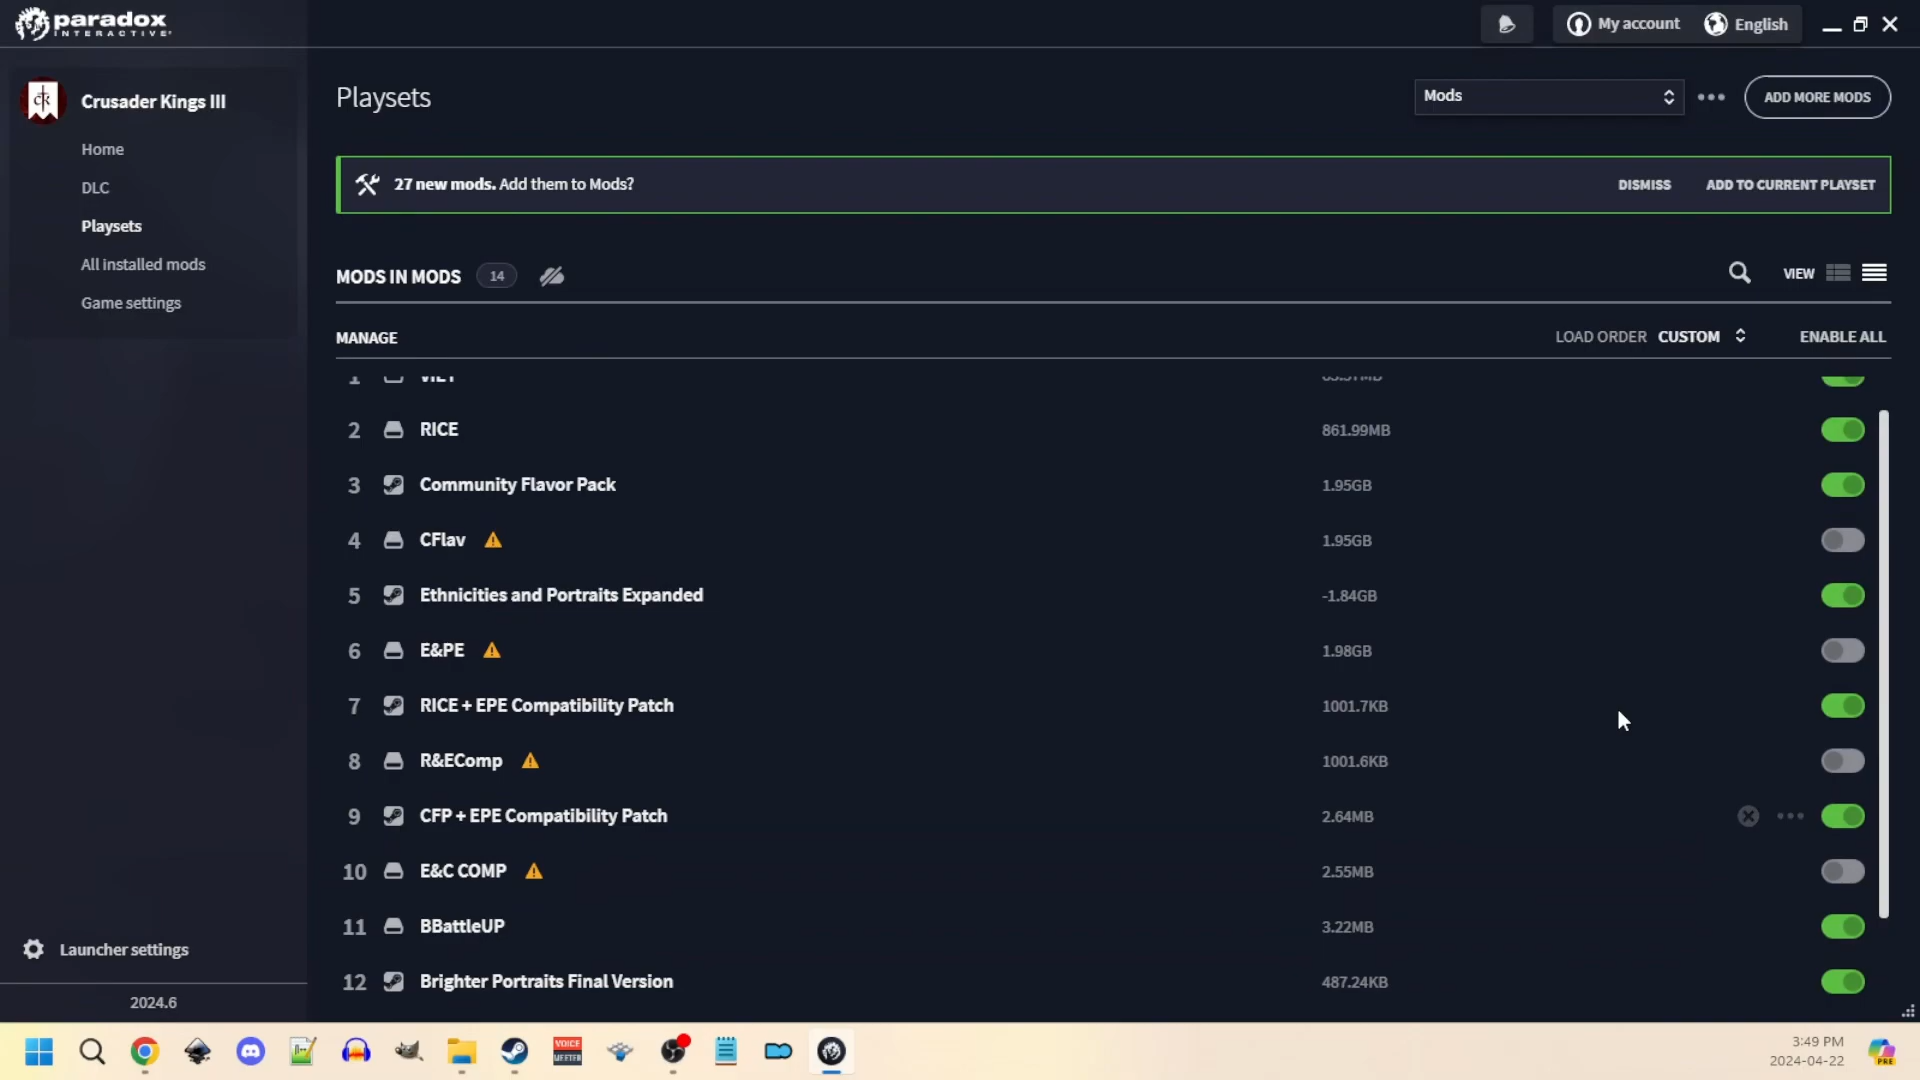 paradox
INTERACTIVE
My account
English
Crusader Kings III
Home
DLC
Playsets
All installed mods
Game settings
Launcher settings
2024.6
Playsets
Mods
ADD MORE MODS
27 new mods. Add them to Mods?
DISMISS
ADD TO CURRENT PLAYSET
MODS IN MODS 14
VIEW
MANAGE
LOAD ORDER CUSTOM
ENABLE ALL
1 VIET
2 RICE 861.99MB
3 Community Flavor Pack 1.95GB
4 CFlav 1.95GB
5 Ethnicities and Portraits Expanded -1.84GB
6 E&PE 1.98GB
7 RICE + EPE Compatibility Patch 1001.7KB
8 R&EComp 1001.6KB
9 CFP + EPE Compatibility Patch 2.64MB
10 E&C COMP 2.55MB
11 BBattleUP 3.22MB
12 Brighter Portraits Final Version 487.24KB
VOICE
MEETER
3:49 PM
2024-04-22
PRE